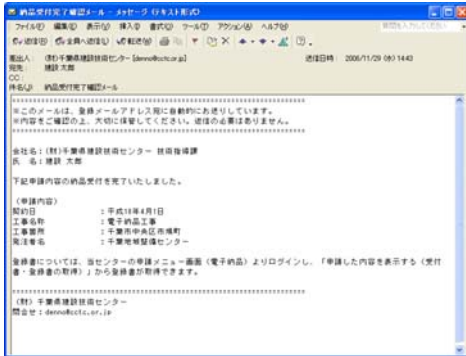 納品受付完了確認メール - メッセージ (テキスト形式)
ファイル(F) 編集(E) 表示(V) 挿入(I) 書式(O) ツール(T) アクション(A) ヘルプ(H)
返信(R) 全員へ返信(L) 転送(W)
差出人: (財)千葉県建設技術センター [denno@cctc.or.jp] 送信日時: 2006/11/29 (水) 14:43
宛先: 建設 太郎
CC:
件名(J): 納品受付完了確認メール
※このメールは、登録メールアドレス宛に自動的にお送りしています。
※内容をご確認の上、大切に保管してください。返信の必要はありません。
会社名:(財)千葉県建設技術センター 技術指導課
氏 名:建設 太郎
下記申請内容の納品受付を完了いたしました。
(申請内容)
契約日 :平成18年4月1日
工事名称 :電子納品工事
工事箇所 :千葉市中央区市場町
発注者名 :千葉地域整備センター
登録書については、当センターの申請メニュー画面(電子納品)よりログインし、「申請した内容を表示する(受付
書・登録書の取得)」から登録書が取得できます。
(財) 千葉県建設技術センター
問合せ:denno@cctc.or.jp